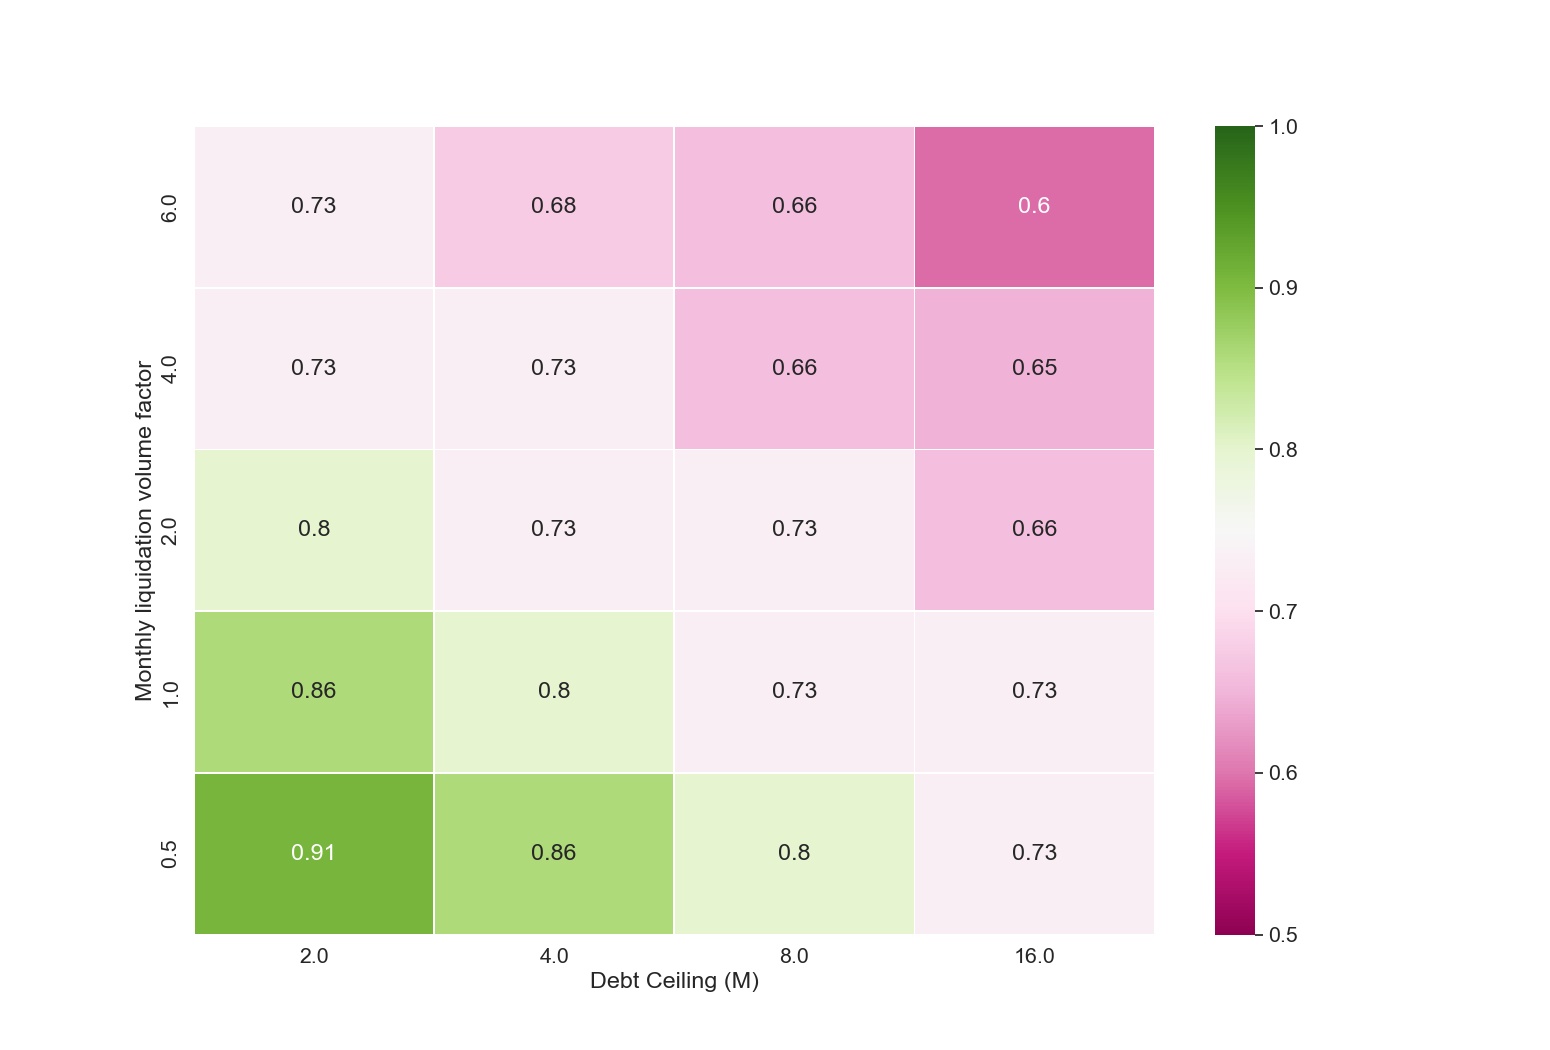 1.0
6.0 0.73 0.68 0.66 0.6
0.9
4.0 0.73 0.73 0.66 0.65
0.8
Monthly liquidation volume factor
2.0 0.8 0.73 0.73 0.66
0.7
1.0 0.86 0.8 0.73 0.73
0.6
0.5 0.91 0.86 0.8 0.73
0.5
2.0 4.0 8.0 16.0
Debt Ceiling (M)